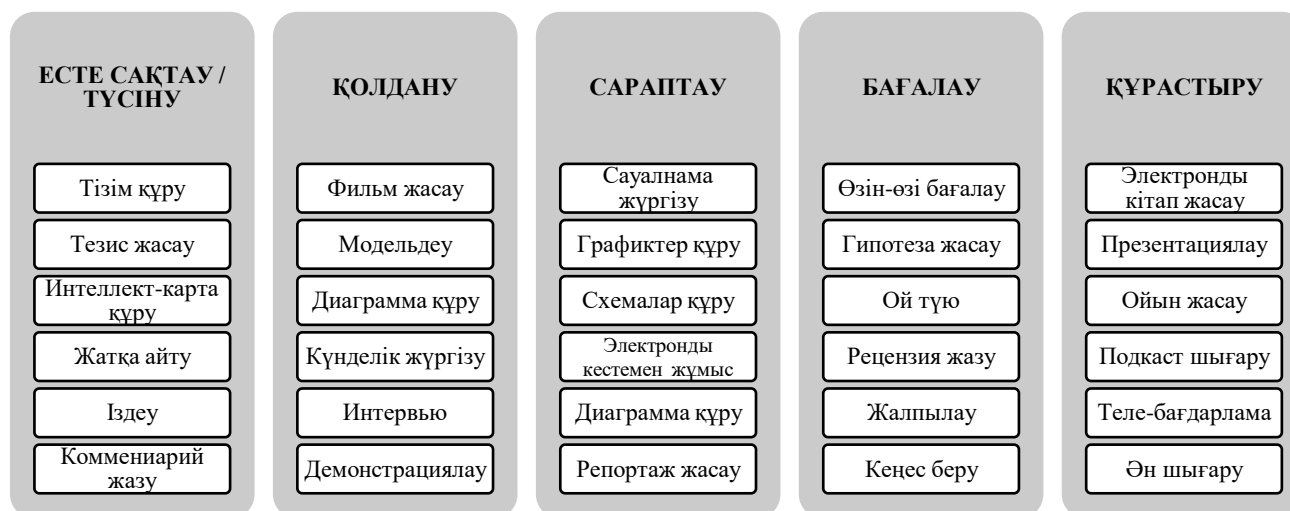 ЕСТЕ САҚТАУ /
ТҮСІНУ
Тізім құру
Тезис жасау
Интеллект-карта
құру
Жатқа айту
Іздеу
Коммениарий
жазу
ҚОЛДАНУ
Фильм жасау
Модельдеу
Диаграмма құру
Күнделік жүргізу
Интервью
Демонстрациялау
САРАПТАУ
Сауалнама
жүргізу
Графиктер құру
Схемалар құру
Электронды
кестемен жұмыс
Диаграмма құру
Репортаж жасау
БАҒАЛАУ
Өзін-өзі бағалау
Гипотеза жасау
Ой түю
Рецензия жазу
Жалпылау
Кеңес беру
ҚҰРАСТЫРУ
Электронды
кітап жасау
Презентациялау
Ойын жасау
Подкаст шығару
Теле-бағдарлама
Ән шығару